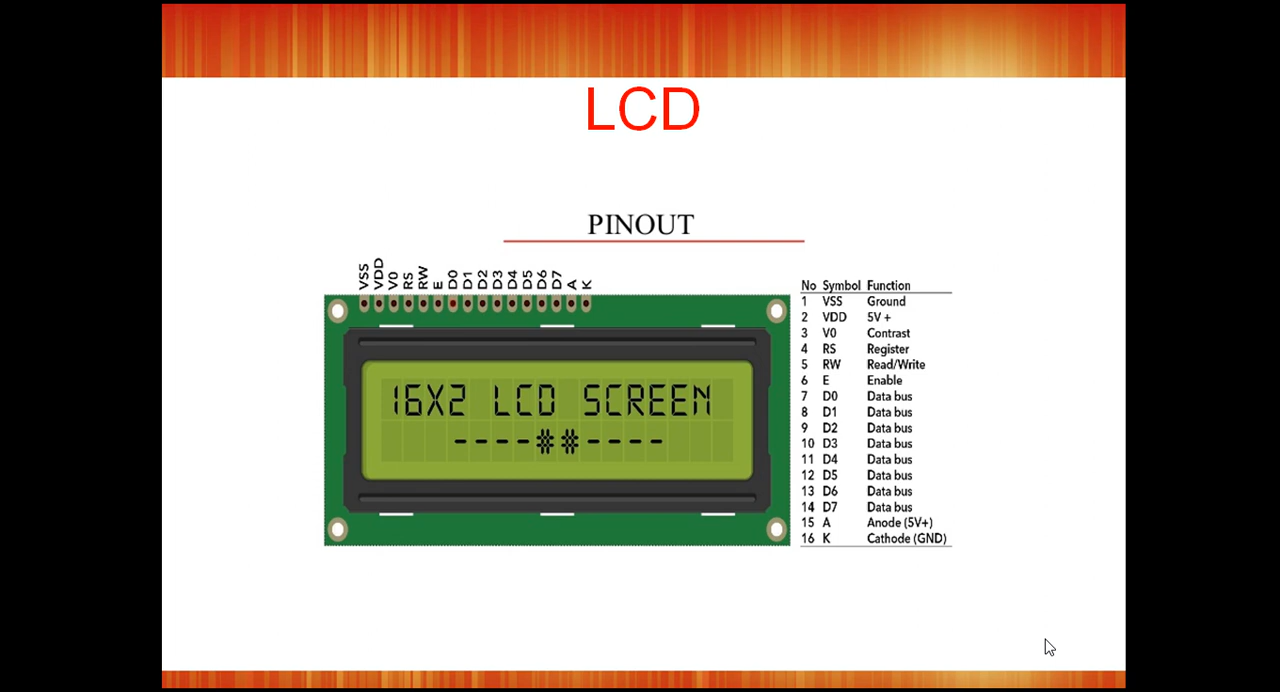 LCD
PINOUT
VSS VDD V0 RS RW E D0 D1 D2 D3 D4 D5 D6 D7 A K
16X2 LCD SCREEN
----**----
No Symbol Function
1 VSS Ground
2 VDD 5V +
3 V0 Contrast
4 RS Register
5 RW Read/Write
6 E Enable
7 D0 Data bus
8 D1 Data bus
9 D2 Data bus
10 D3 Data bus
11 D4 Data bus
12 D5 Data bus
13 D6 Data bus
14 D7 Data bus
15 A Anode (5V+)
16 K Cathode (GND)